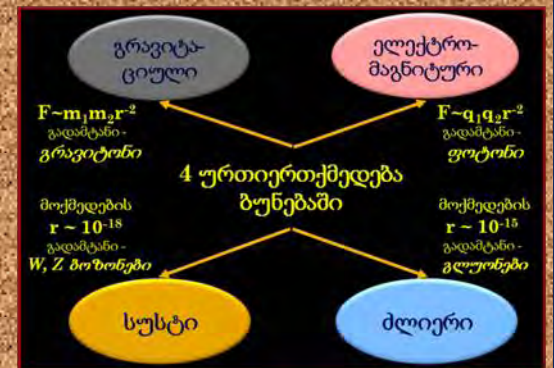 გრავიტა-
ციული
ელექტრო-
მაგნიტური
F~m₁m₂r⁻²
გადამტანი -
გრავიტონი
F~q₁q₂r⁻²
გადამტანი -
ფოტონი
4 ურთიერთქმედება
ბუნებაში
მოქმედების
r ~ 10⁻¹⁸
გადამტანი -
W, Z ბოზონები
მოქმედების
r ~ 10⁻¹⁵
გადამტანი -
გლუონები
სუსტი
ძლიერი